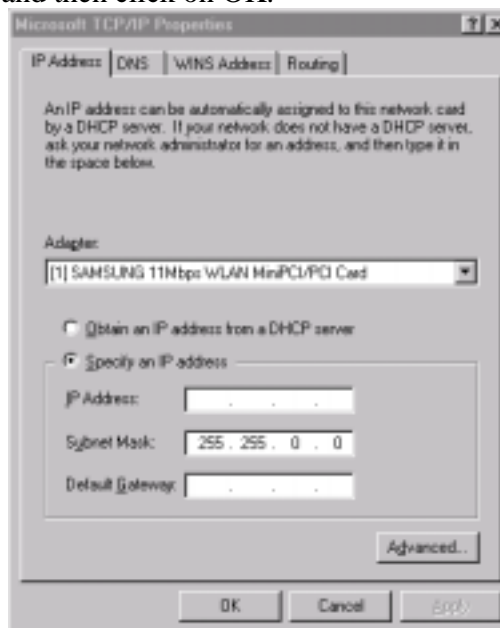 and then click on OK.
Microsoft TCP/IP Properties
IP Address DNS WINS Address Routing
An IP address can be automatically assigned to this network card
by a DHCP server. If your network does not have a DHCP server,
ask your network administrator for an address, and then type it in
the space below.
Adapter:
[1] SAMSUNG 11Mbps WLAN MiniPCI/PCI Card
Obtain an IP address from a DHCP server
Specify an IP address
IP Address: . . .
Subnet Mask: 255 . 255 . 0 . 0
Default Gateway: . . .
Advanced...
OK Cancel Apply